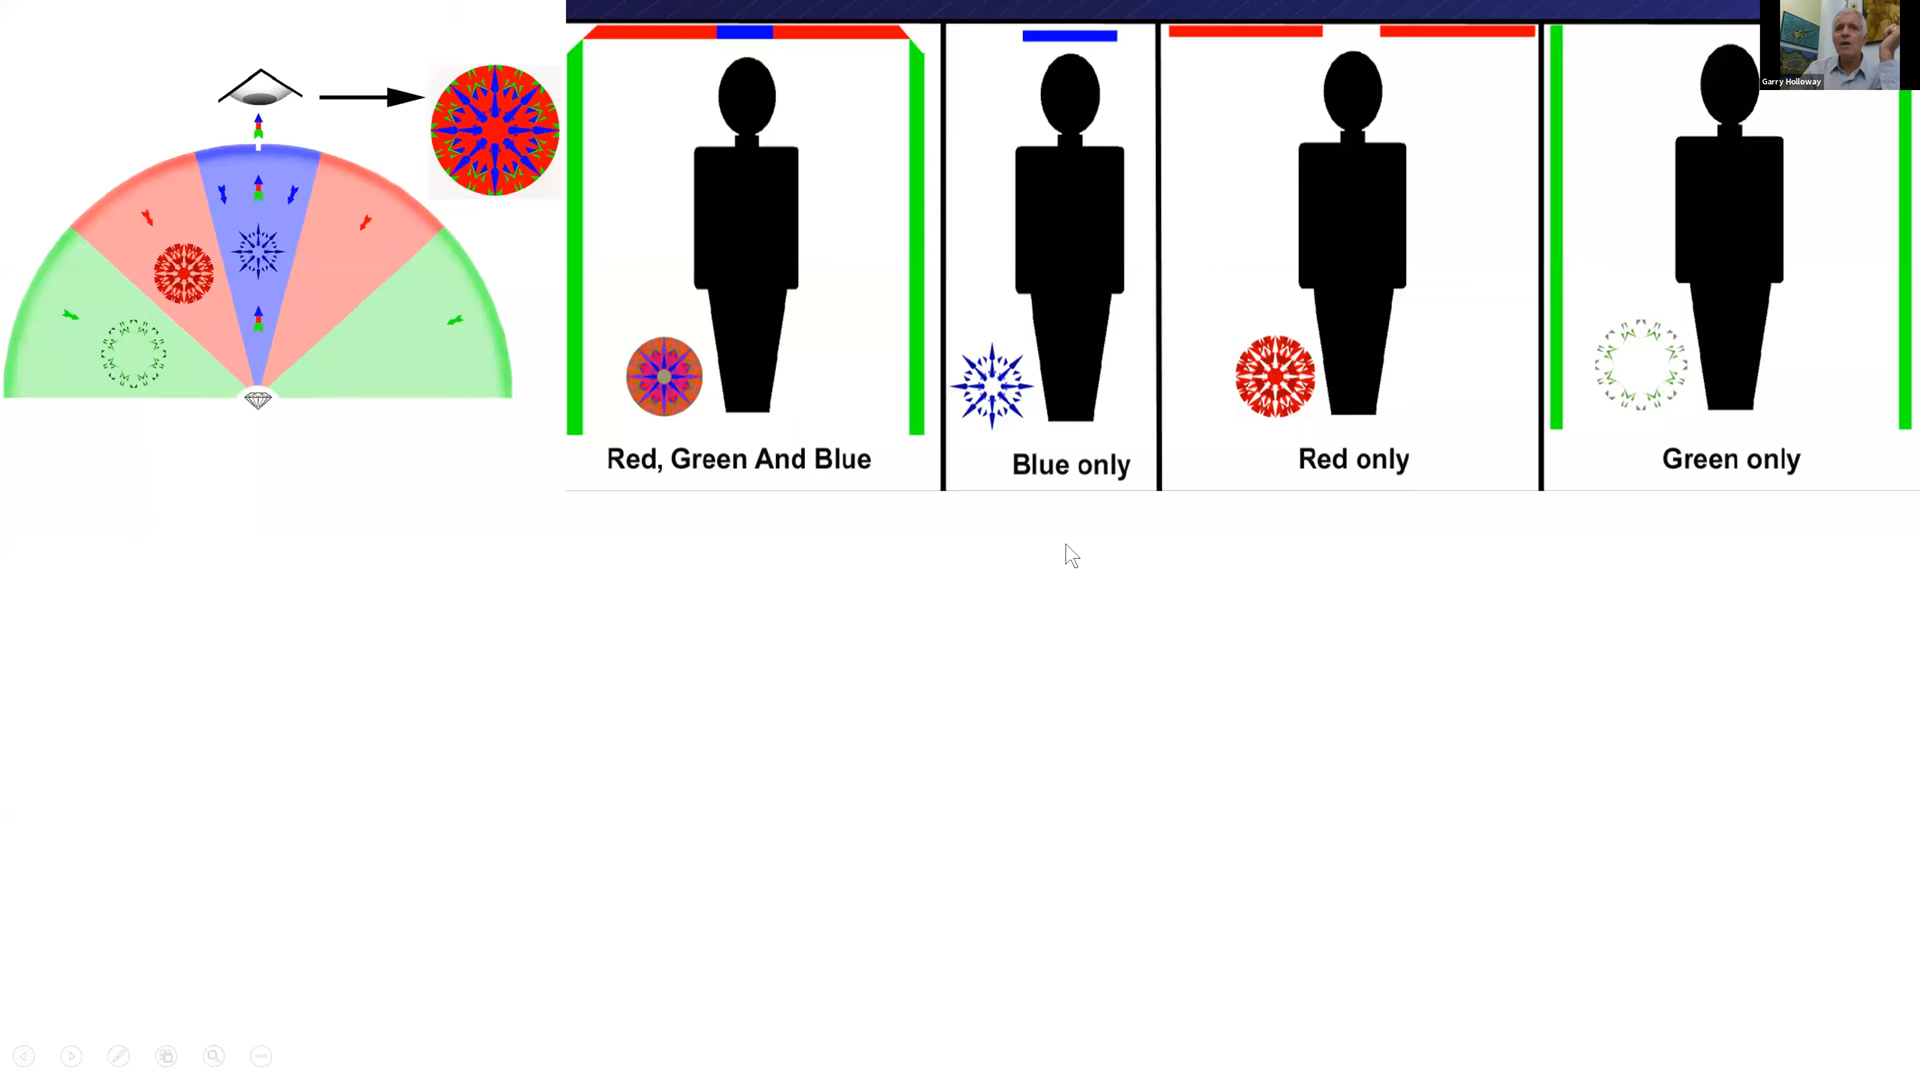 Garry Holloway
Red, Green And Blue
Blue only
Red only
Green only